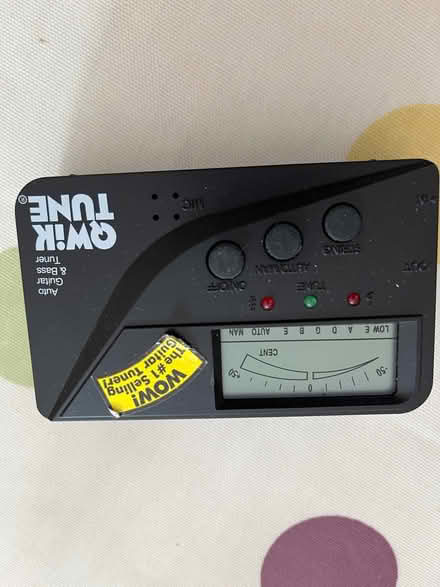 -50 0 +50
CENT
LOW E A D G B E AUTO MAN
WOW!
The #1 Selling
Guitar Tuner!
♭ TUNE
OUT
STRING AUTO/MAN ON/OFF
Auto
Guitar
& Bass
Tuner
IN
MIC
QWIK
TUNE®